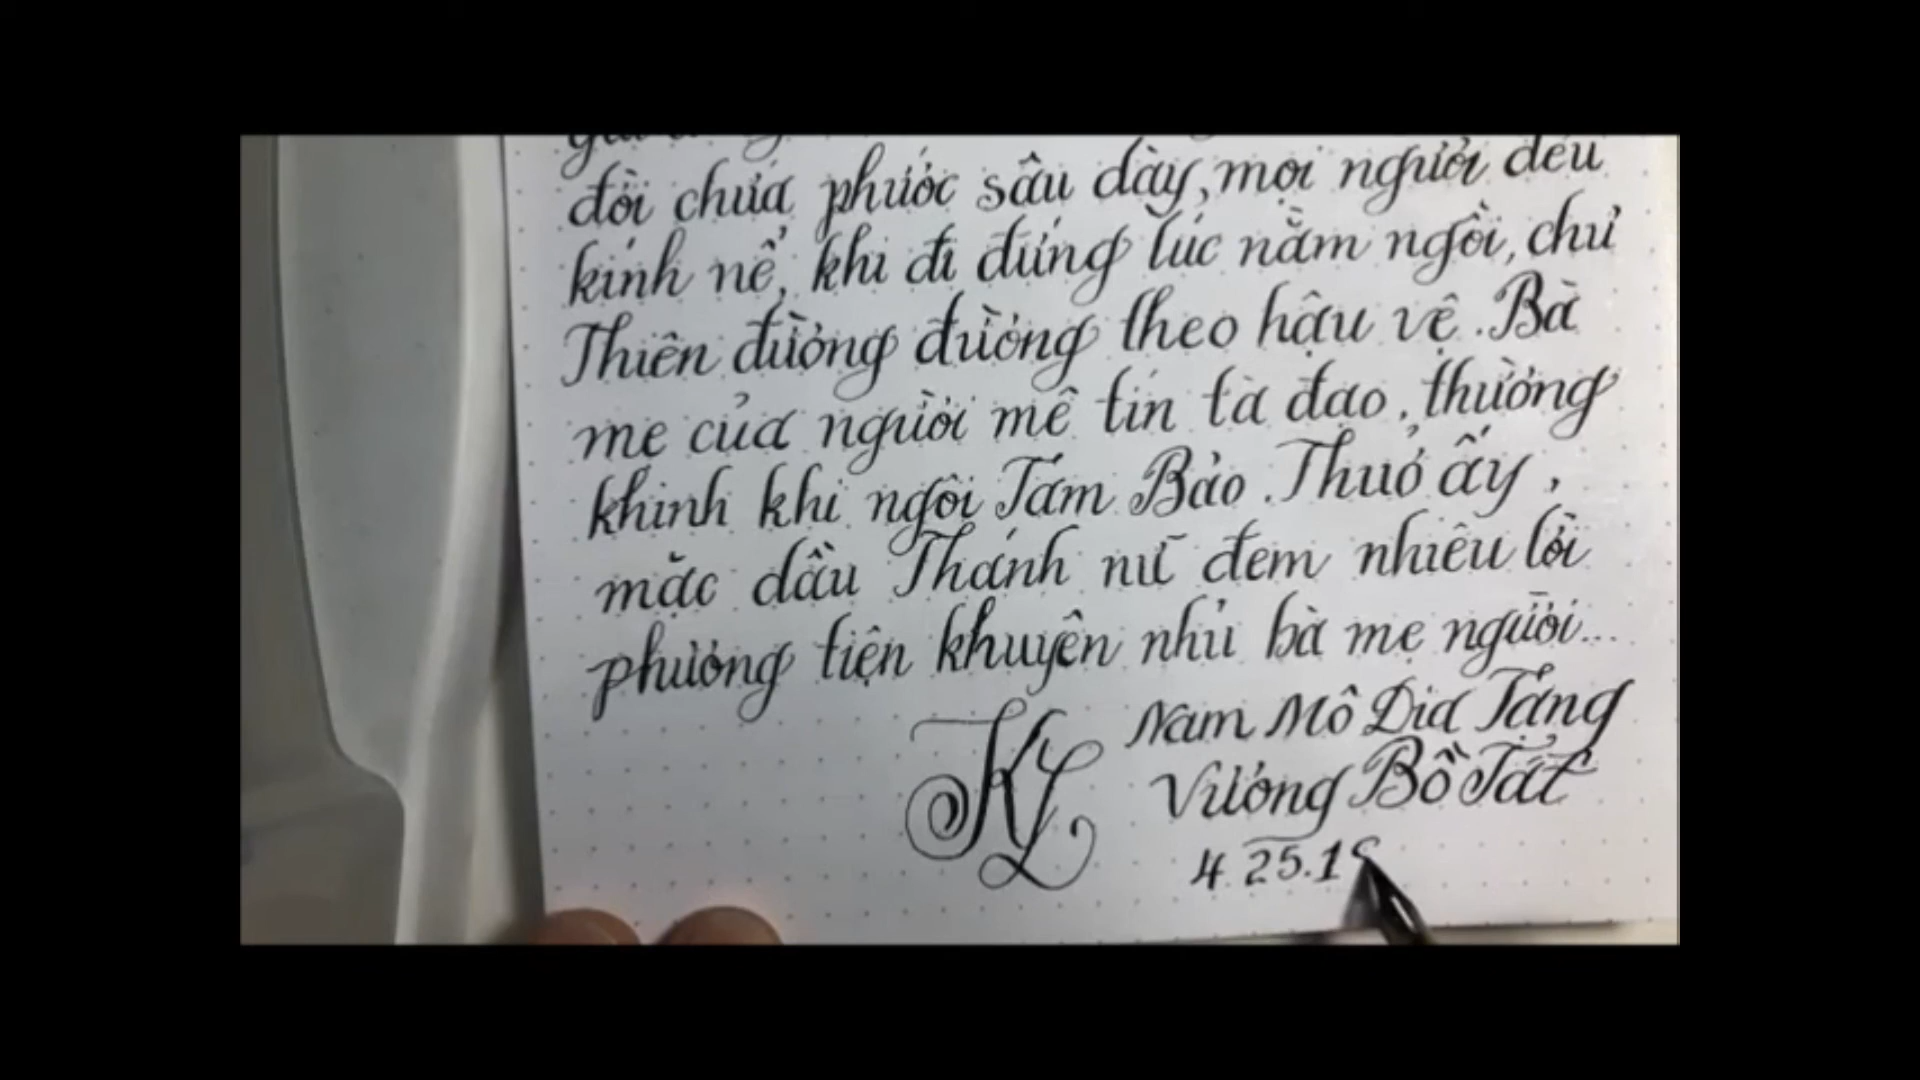 đời chứa phước sâu dày, mọi người đều
kính nể, khi đi đứng lúc nằm ngồi, chư
Thiên đường đường theo hậu vệ. Bà
mẹ của người mê tín tà đạo, thường
khinh khi ngôi Tam Bảo. Thuở ấy,
mặc dầu Thánh nữ đem nhiều lời
phương tiện khuyên nhủ bà mẹ người...
Nam Mô Địa Tạng
Vương Bồ Tát
4 25.1